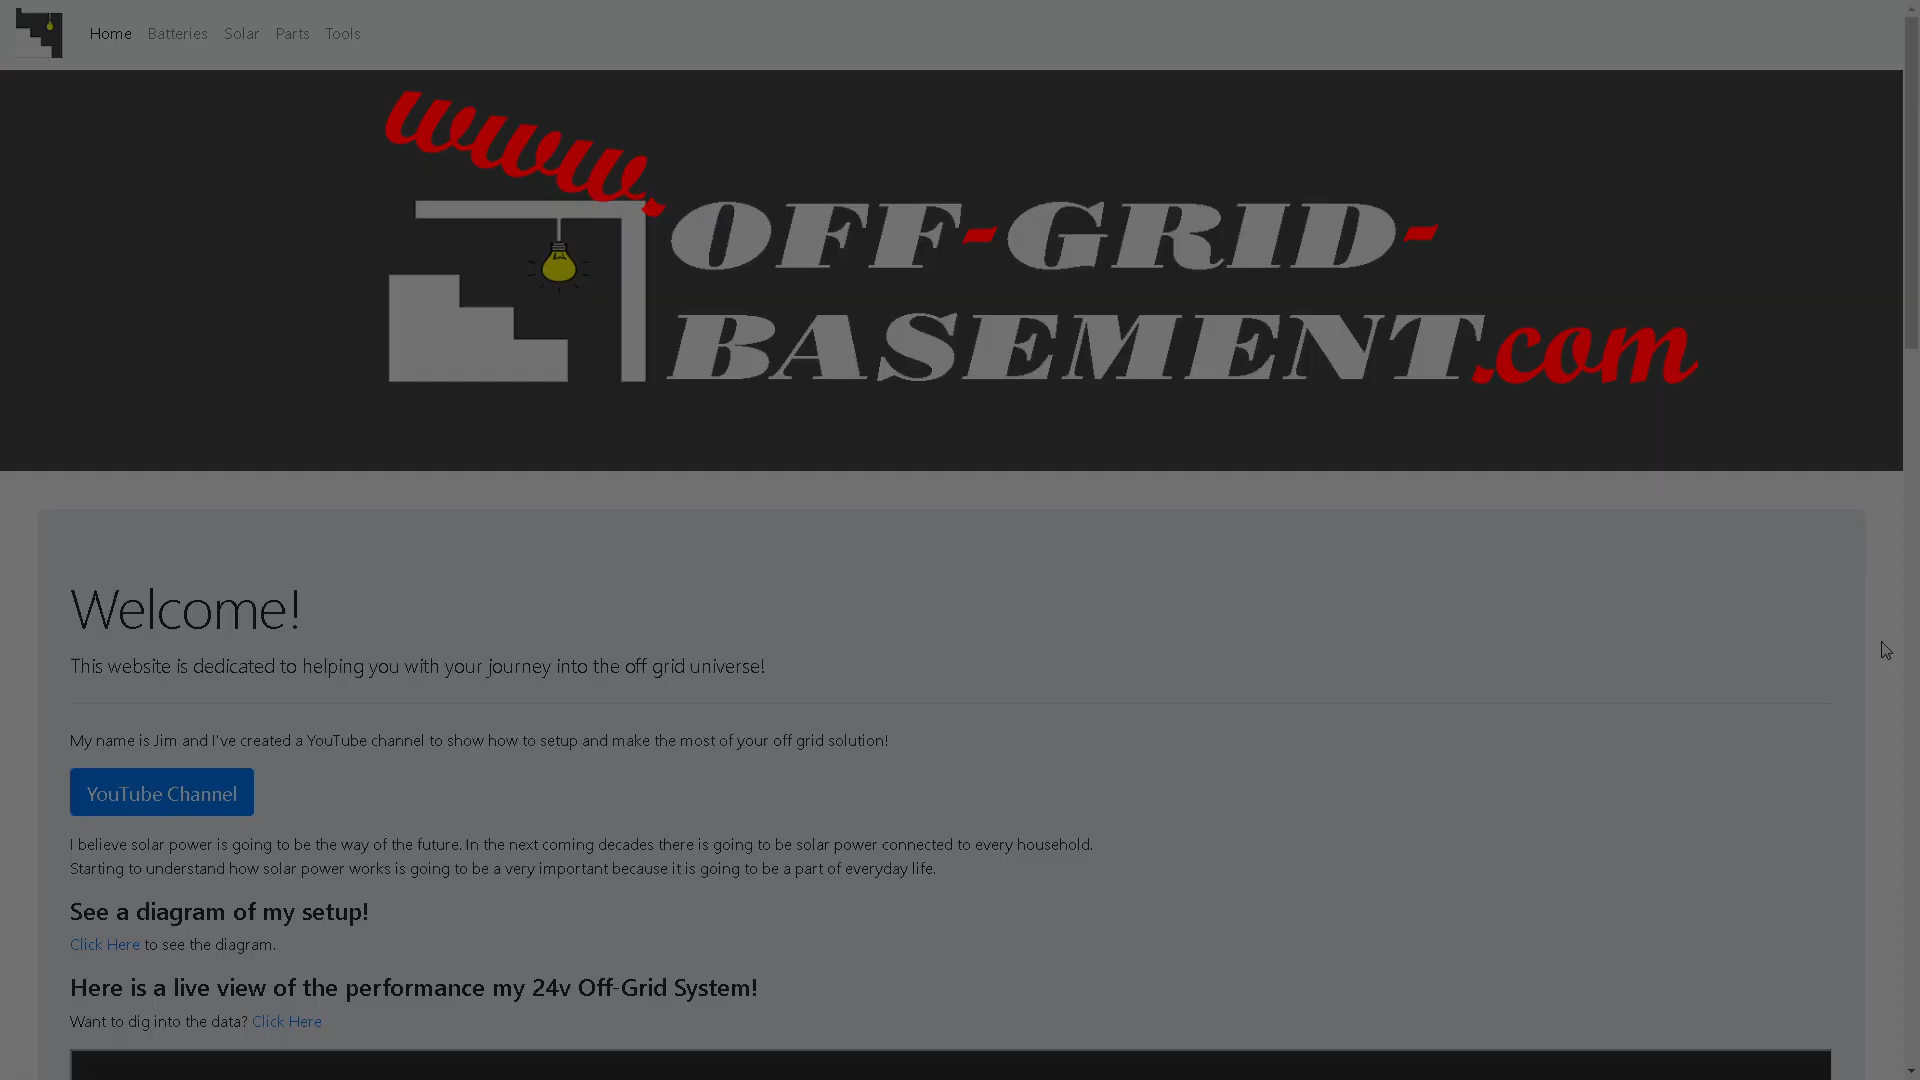 Home Batteries Solar Parts Tools
www.
OFF-GRID-
BASEMENT.com
Welcome!
This website is dedicated to helping you with your journey into the off grid universe!
My name is Jim and I've created a YouTube channel to show how to setup and make the most of your off grid solution!
YouTube Channel
I believe solar power is going to be the way of the future. In the next coming decades there is going to be solar power connected to every household.
Starting to understand how solar power works is going to be a very important because it is going to be a part of everyday life.
See a diagram of my setup!
Click Here to see the diagram.
Here is a live view of the performance my 24v Off-Grid System!
Want to dig into the data? Click Here